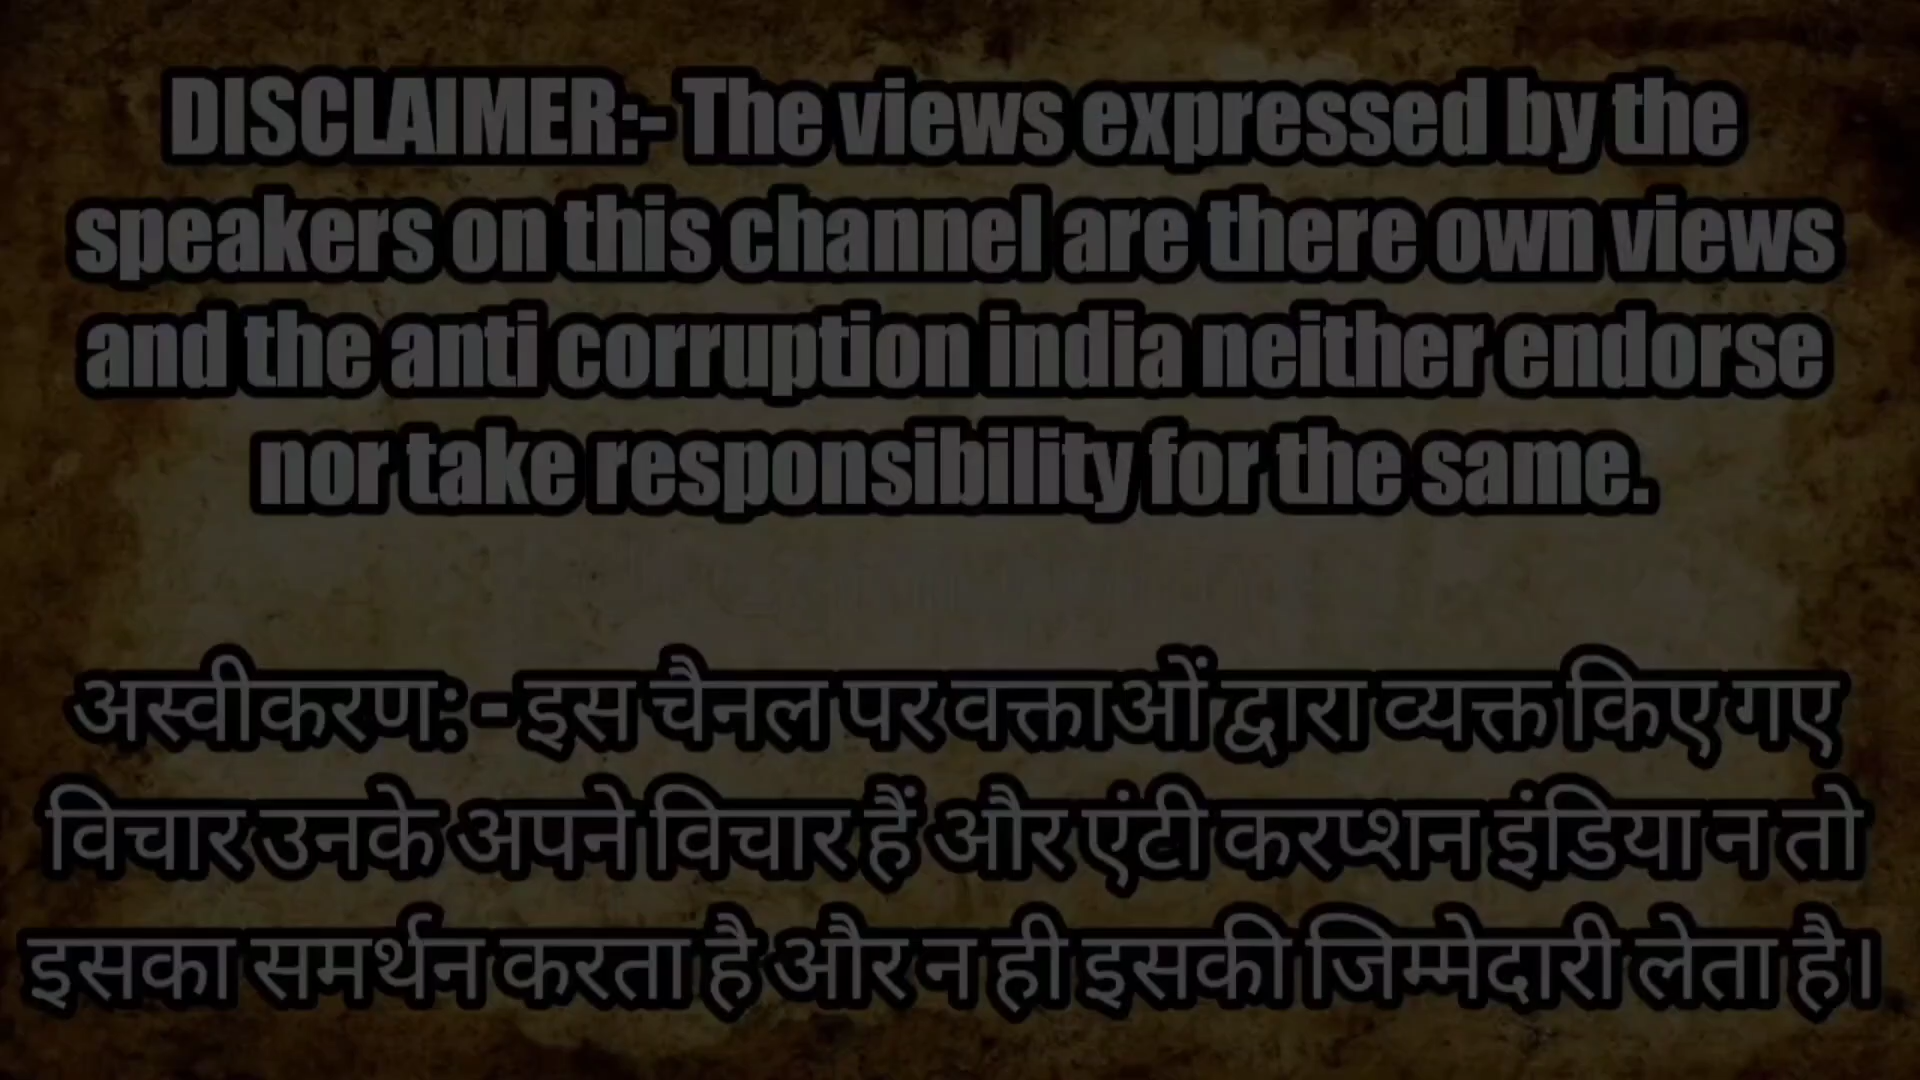 DISCLAIMER:- The views expressed by the
speakers on this channel are there own views
and the anti corruption india neither endorse
nor take responsibility for the same.
अस्वीकरण: - इस चैनल पर वक्ताओं द्वारा व्यक्त किए गए
विचार उनके अपने विचार हैं और एंटी करप्शन इंडिया न तो
इसका समर्थन करता है और न ही इसकी जिम्मेदारी लेता है।